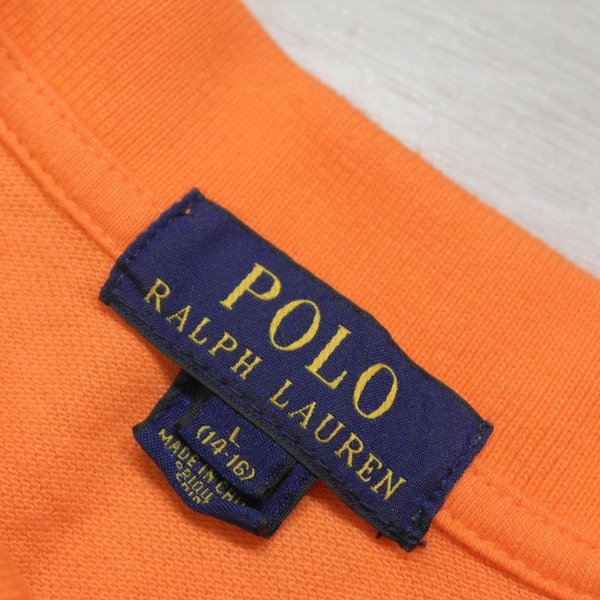 POLO
RALPH LAUREN
L
(14-16)
MADE IN